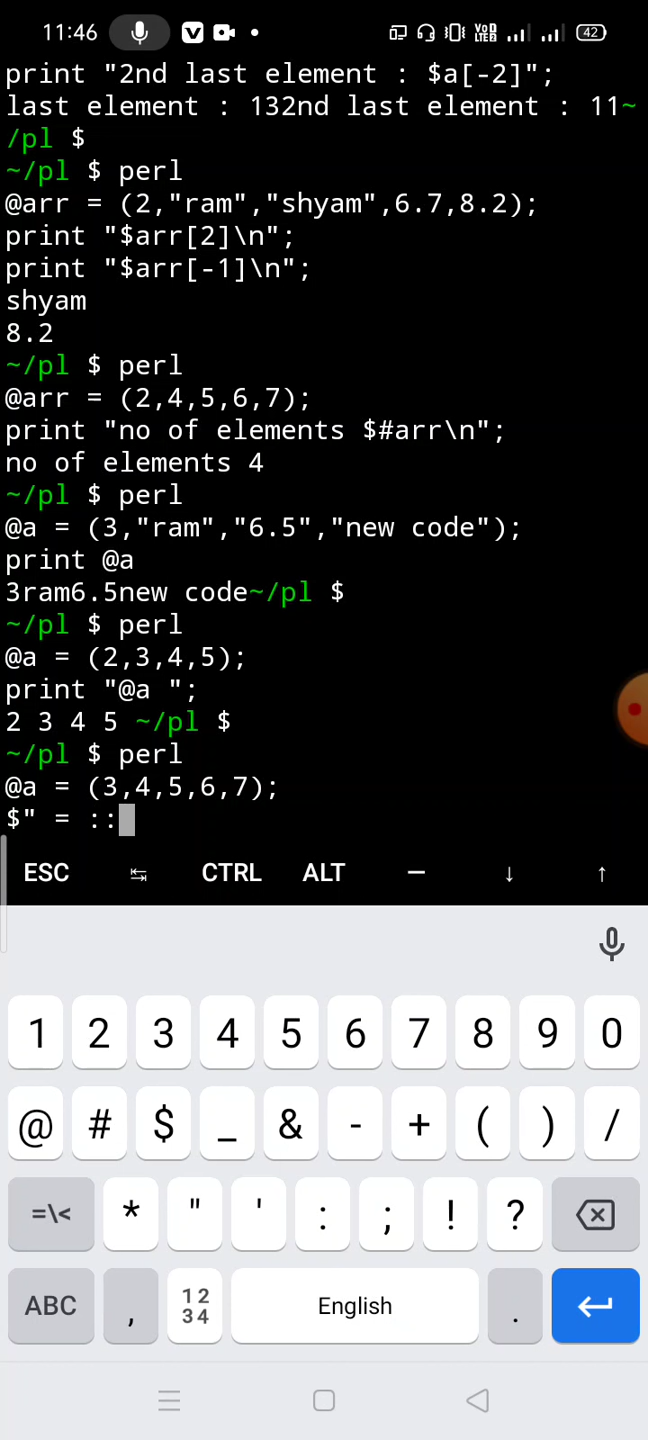 11:46
VoD
LTE2
42
print "2nd last element : $a[-2]";
last element : 132nd last element : 11~
/pl $
~/pl $ perl
@arr = (2,"ram","shyam",6.7,8.2);
print "$arr[2]\n";
print "$arr[-1]\n";
shyam
8.2
~/pl $ perl
@arr = (2,4,5,6,7);
print "no of elements $#arr\n";
no of elements 4
~/pl $ perl
@a = (3,"ram","6.5","new code");
print @a
3ram6.5new code~/pl $
~/pl $ perl
@a = (2,3,4,5);
print "@a ";
2 3 4 5 ~/pl $
~/pl $ perl
@a = (3,4,5,6,7);
$" = ::
ESC ↹ CTRL ALT – ↓ ↑
1 2 3 4 5 6 7 8 9 0
@ # $ _ & - + ( ) /
=\< * " ' : ; ! ?
ABC , 1 2 3 4 English .